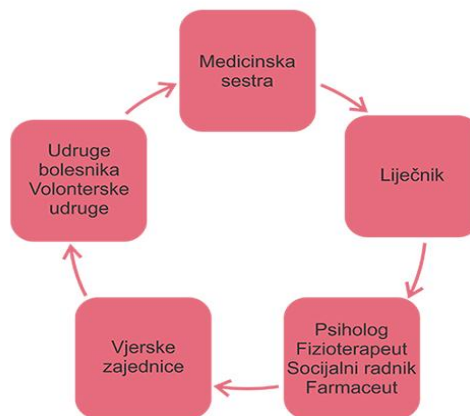 Medicinska
sestra
Liječnik
Psiholog
Fizioterapeut
Socijalni radnik
Farmaceut
Vjerske
zajednice
Udruge
bolesnika
Volonterske
udruge